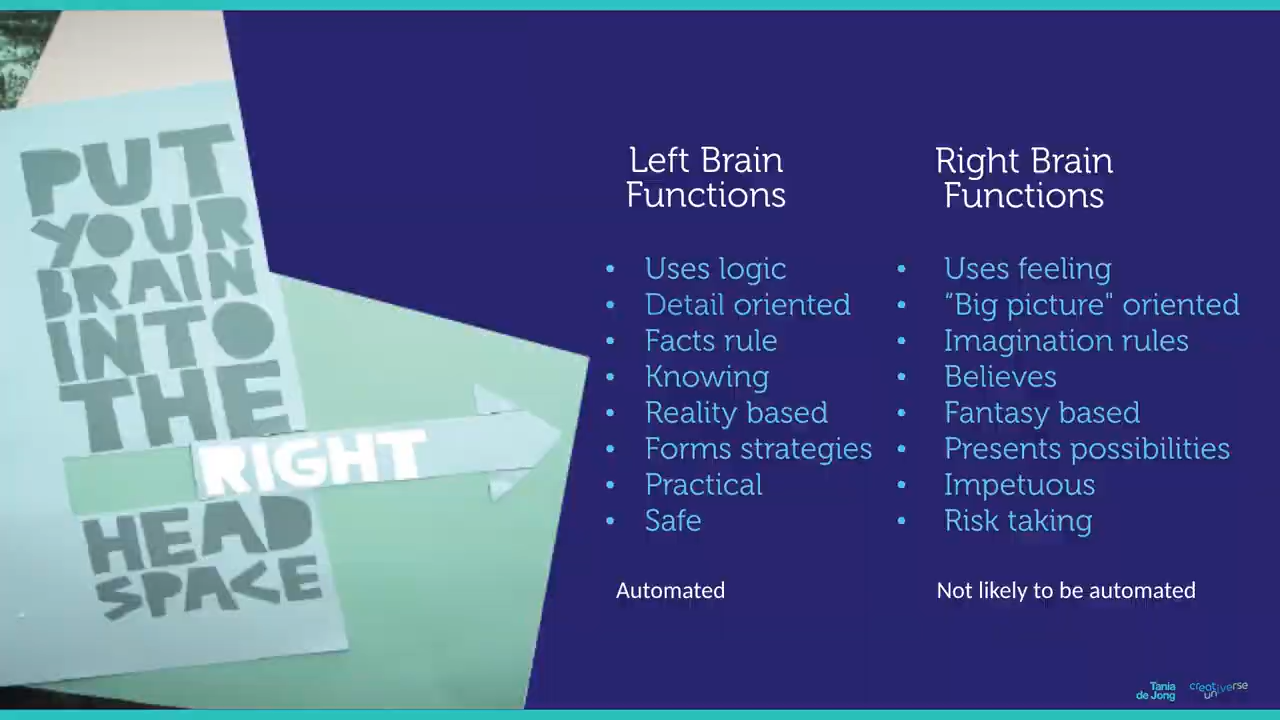 PUT
YOUR
BRAIN
INTO
THE
RIGHT
HEAD
SPACE
Left Brain
Functions
• Uses logic
• Detail oriented
• Facts rule
• Knowing
• Reality based
• Forms strategies
• Practical
• Safe
Automated
Right Brain
Functions
• Uses feeling
• “Big picture" oriented
• Imagination rules
• Believes
• Fantasy based
• Presents possibilities
• Impetuous
• Risk taking
Not likely to be automated
Tania
de Jong
creative universe